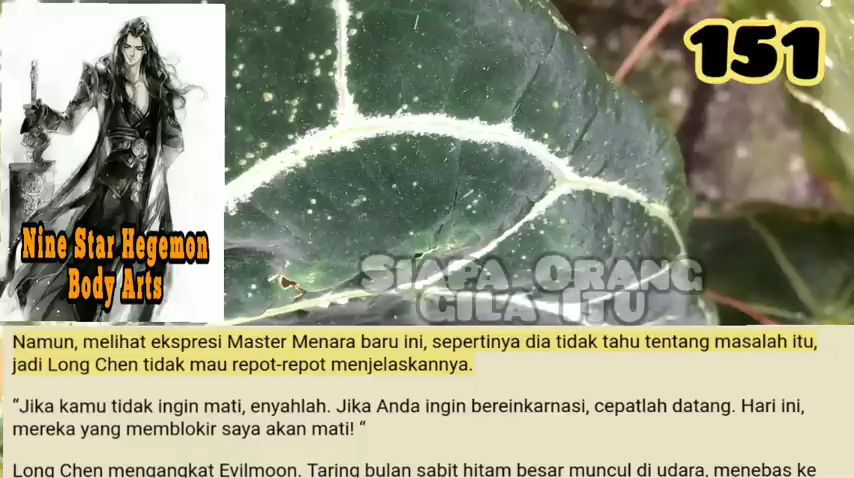 151
Nine Star Hegemon
Body Arts
Siapa Orang
Gila Itu
Namun, melihat ekspresi Master Menara baru ini, sepertinya dia tidak tahu tentang masalah itu,
jadi Long Chen tidak mau repot-repot menjelaskannya.
“Jika kamu tidak ingin mati, enyahlah. Jika Anda ingin bereinkarnasi, cepatlah datang. Hari ini,
mereka yang memblokir saya akan mati! “
Long Chen mengangkat Evilmoon. Taring bulan sabit hitam besar muncul di udara, menebas ke